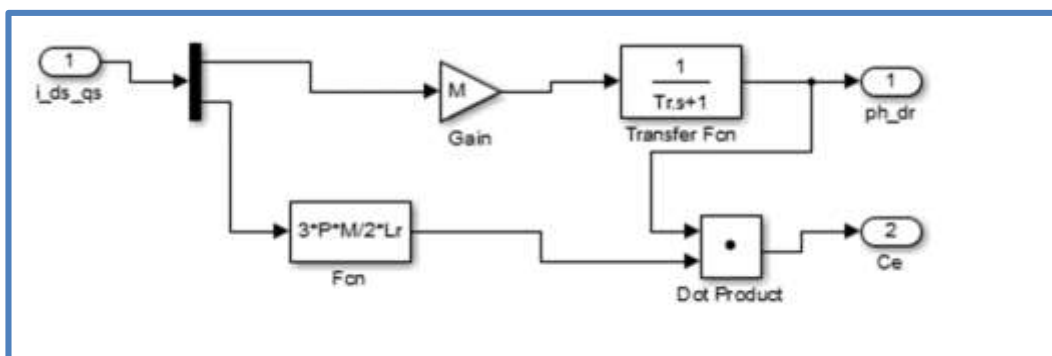 1
i_ds_qs
M
Gain
1
Tr.s+1
Transfer Fcn
1
ph_dr
3*P*M/2*Lr
Fcn
Dot Product
2
Ce